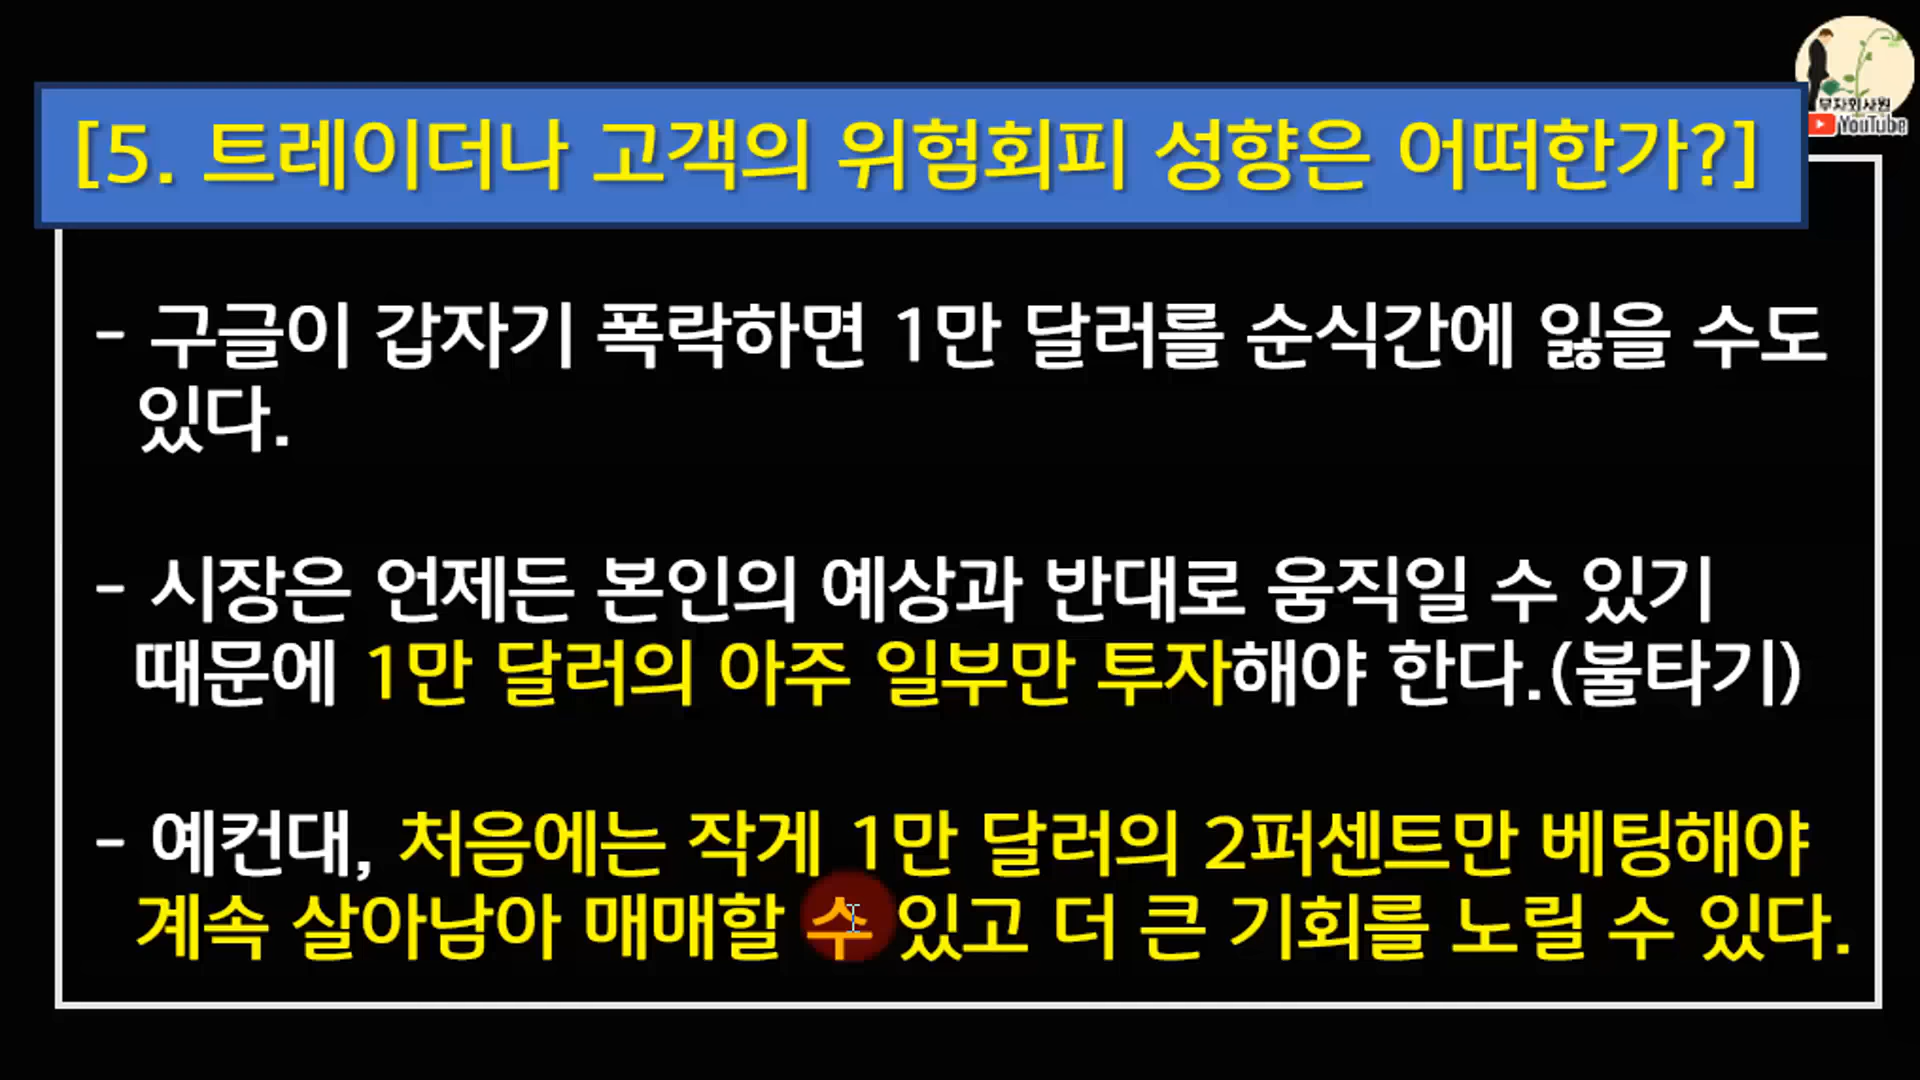 부자회사원
YouTube
[5. 트레이더나 고객의 위험회피 성향은 어떠한가?]
- 구글이 갑자기 폭락하면 1만 달러를 순식간에 잃을 수도
있다.
- 시장은 언제든 본인의 예상과 반대로 움직일 수 있기
때문에 1만 달러의 아주 일부만 투자해야 한다.(불타기)
- 예컨대, 처음에는 작게 1만 달러의 2퍼센트만 베팅해야
계속 살아남아 매매할 수 있고 더 큰 기회를 노릴 수 있다.